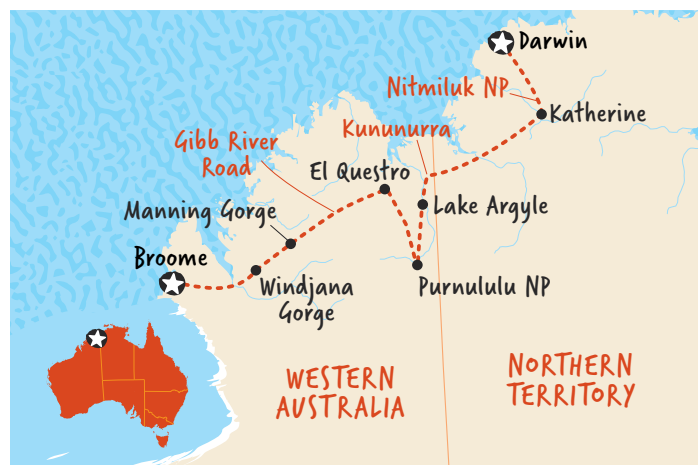 Darwin
Nitmiluk NP
Katherine
Gibb River
Road
Kununurra
El Questro
Manning Gorge
Lake Argyle
Broome
Windjana
Gorge
Purnululu NP
WESTERN
AUSTRALIA
NORTHERN
TERRITORY